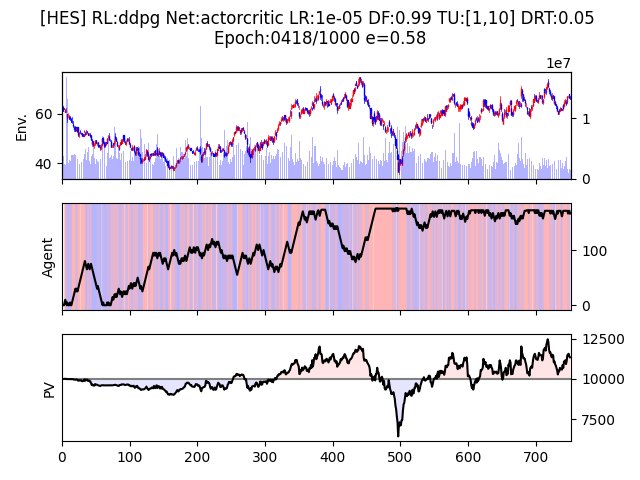 [HES] RL:ddpg Net:actorcritic LR:1e-05 DF:0.99 TU:[1,10] DRT:0.05
Epoch:0418/1000 e=0.58
1e7
Env.
60
40
1
0
Agent
100
0
PV
12500
10000
7500
0 100 200 300 400 500 600 700